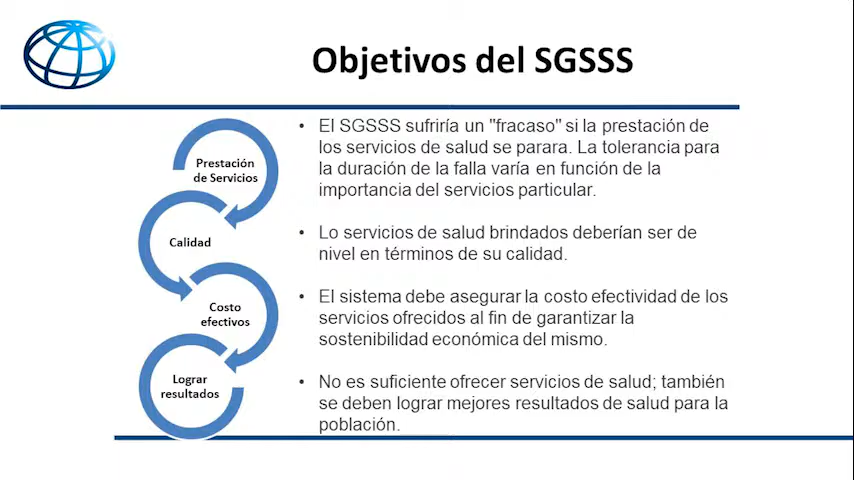 Objetivos del SGSSS
Prestación
de Servicios
Calidad
Costo
efectivos
Lograr
resultados
• El SGSSS sufriría un "fracaso" si la prestación de
los servicios de salud se parara. La tolerancia para
la duración de la falla varía en función de la
importancia del servicios particular.
• Lo servicios de salud brindados deberían ser de
nivel en términos de su calidad.
• El sistema debe asegurar la costo efectividad de los
servicios ofrecidos al fin de garantizar la
sostenibilidad económica del mismo.
• No es suficiente ofrecer servicios de salud; también
se deben lograr mejores resultados de salud para la
población.